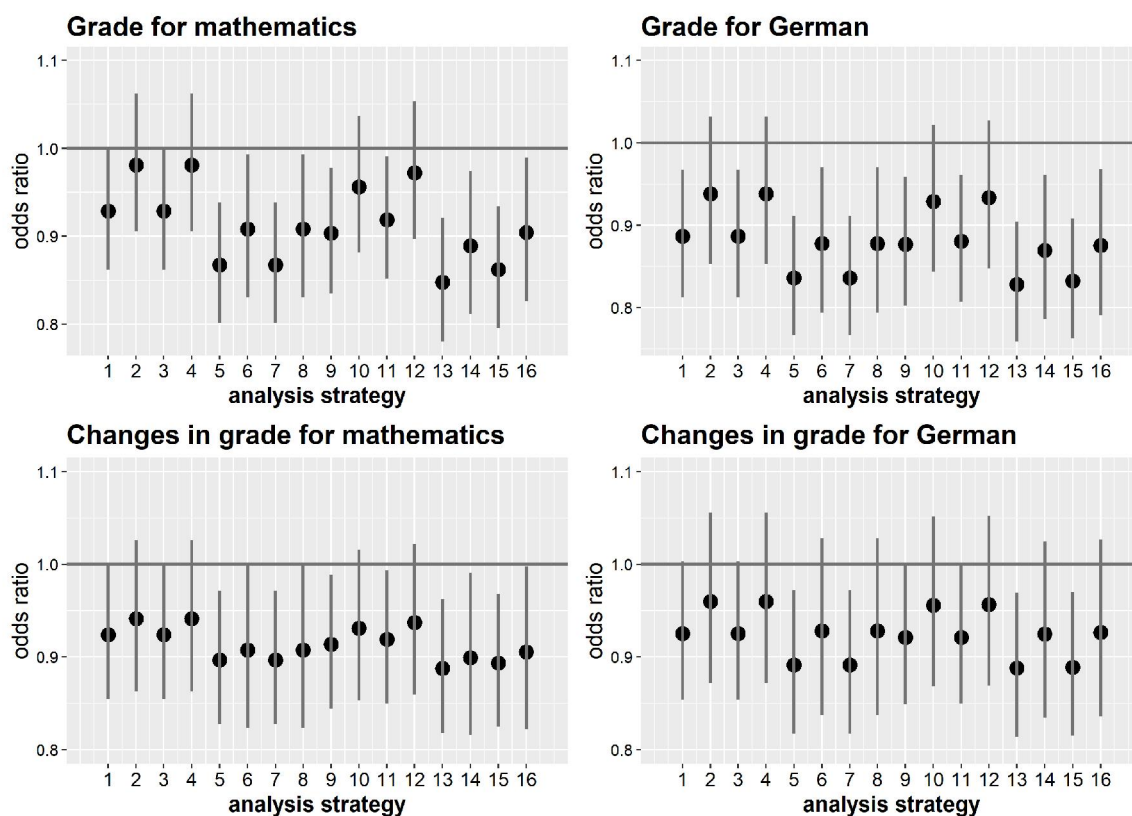 Grade for mathematics
1.1
1.0
0.9
0.8
odds ratio
1 2 3 4 5 6 7 8 9 10 11 12 13 14 15 16
analysis strategy
Grade for German
1.1
1.0
0.9
0.8
odds ratio
1 2 3 4 5 6 7 8 9 10 11 12 13 14 15 16
analysis strategy
Changes in grade for mathematics
1.1
1.0
0.9
0.8
odds ratio
1 2 3 4 5 6 7 8 9 10 11 12 13 14 15 16
analysis strategy
Changes in grade for German
1.1
1.0
0.9
0.8
odds ratio
1 2 3 4 5 6 7 8 9 10 11 12 13 14 15 16
analysis strategy